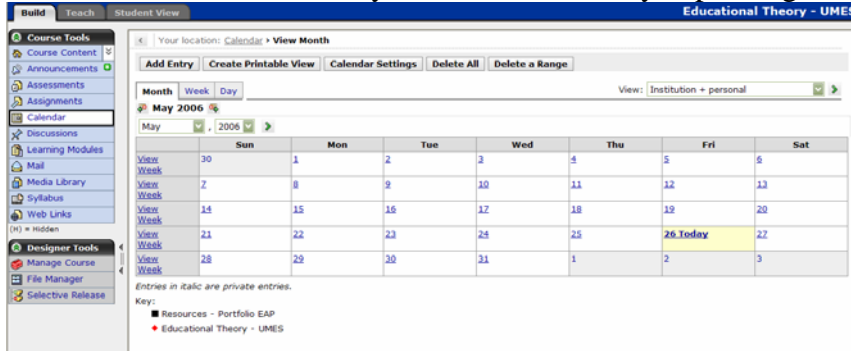 Build Teach Student View Educational Theory - UMES
Course Tools
Course Content
Announcements
Assessments
Assignments
Calendar
Discussions
Learning Modules
Mail
Media Library
Syllabus
Web Links
(H) = Hidden
Designer Tools
Manage Course
File Manager
Selective Release
Your location: Calendar › View Month
Add Entry Create Printable View Calendar Settings Delete All Delete a Range
Month Week Day View: Institution + personal
May 2006
May , 2006
Sun Mon Tue Wed Thu Fri Sat
View Week 30 1 2 3 4 5 6
View Week 7 8 9 10 11 12 13
View Week 14 15 16 17 18 19 20
View Week 21 22 23 24 25 26 Today 27
View Week 28 29 30 31 1 2 3
Entries in italic are private entries.
Key:
Resources - Portfolio EAP
Educational Theory - UMES